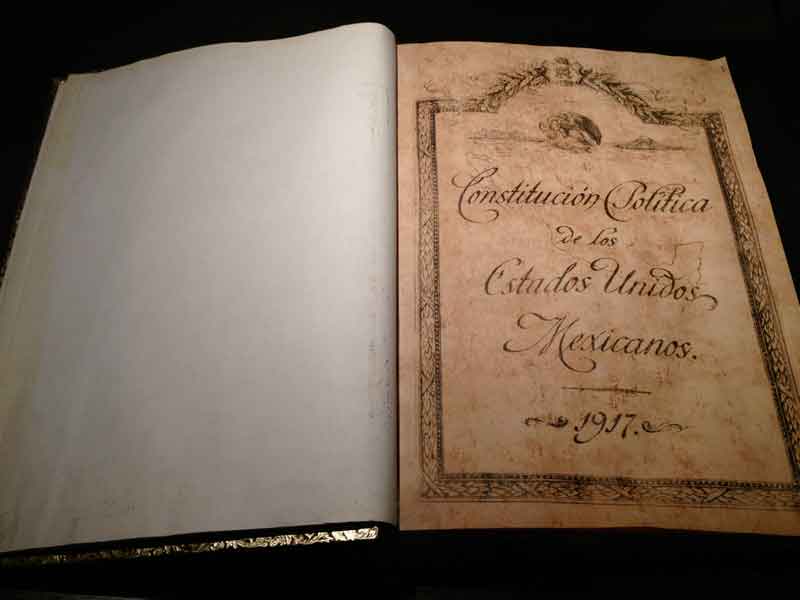 Constitución Política
de los
Estados Unidos
Mexicanos.
1917.